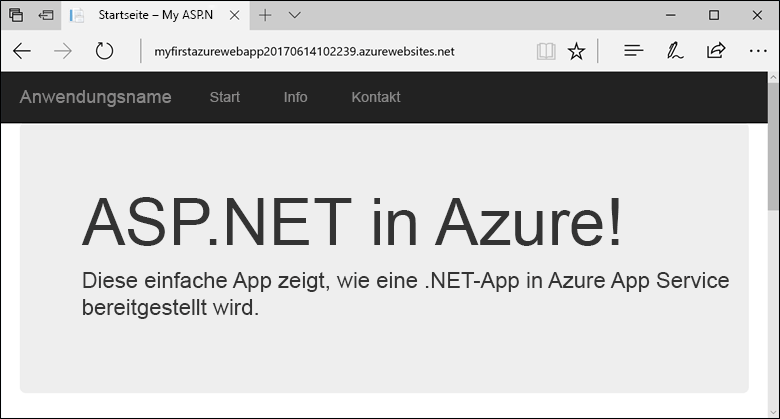 Startseite – My ASP.N
myfirstazurewebapp20170614102239.azurewebsites.net
Anwendungsname Start Info Kontakt
ASP.NET in Azure!
Diese einfache App zeigt, wie eine .NET-App in Azure App Service
bereitgestellt wird.